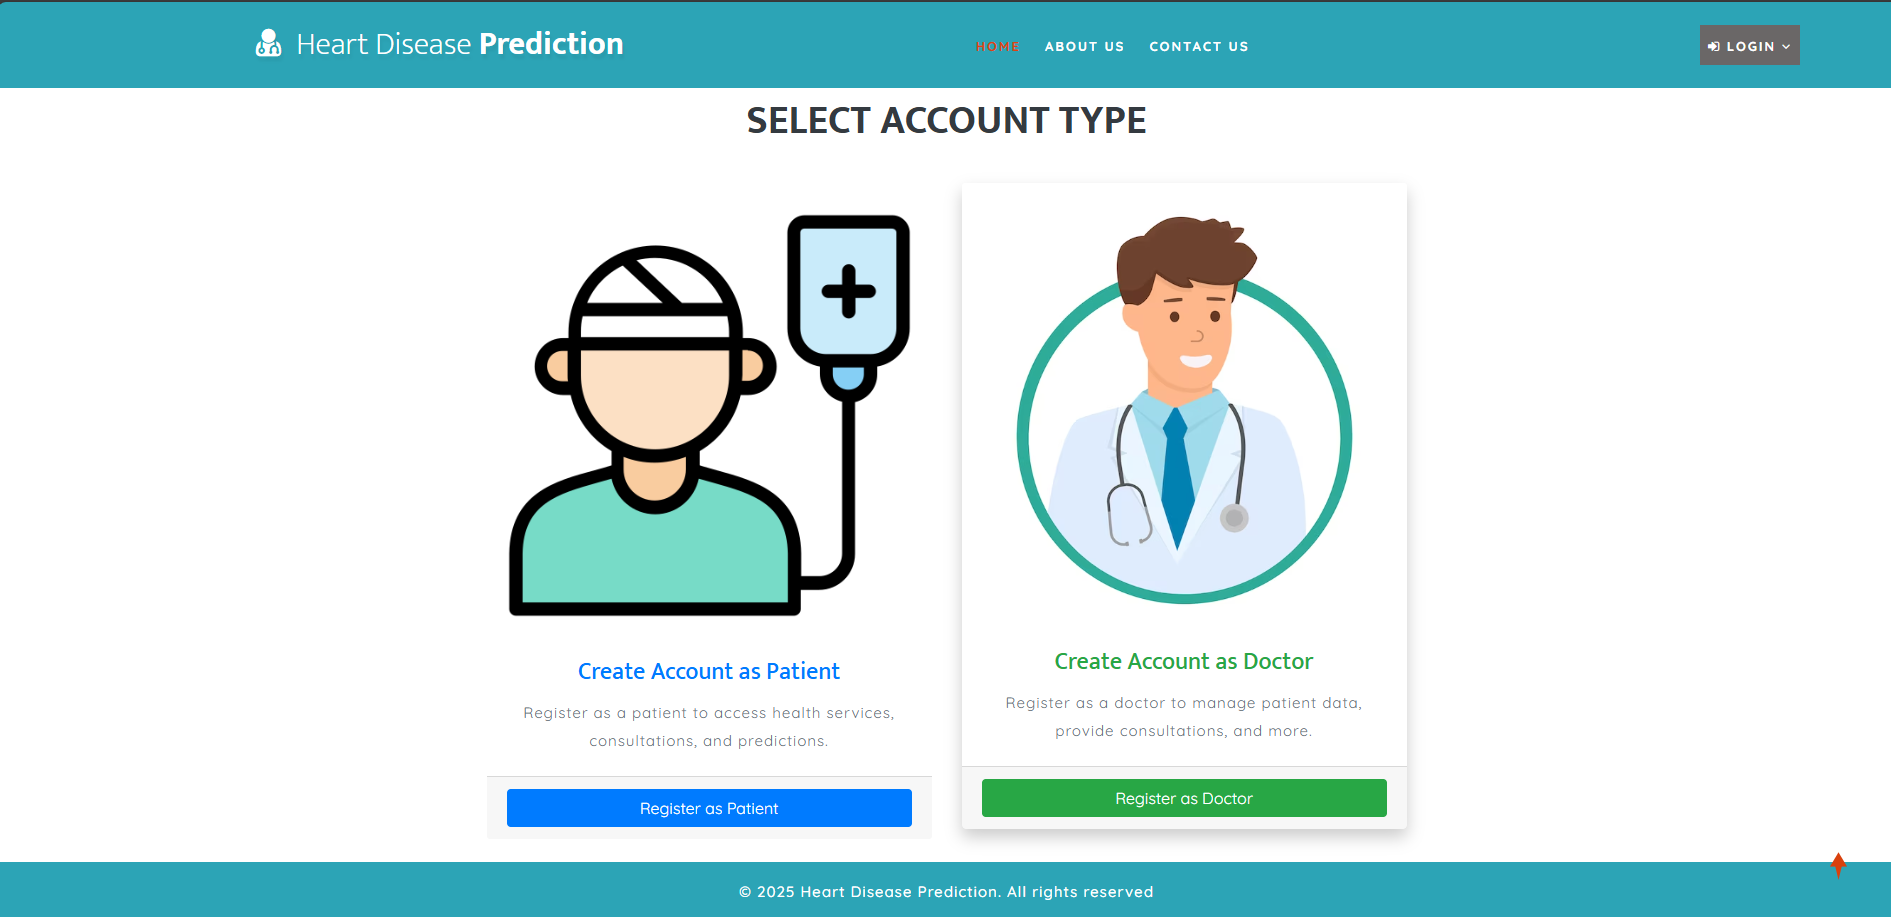 Heart Disease Prediction
HOME ABOUT US CONTACT US
LOGIN
SELECT ACCOUNT TYPE
Create Account as Patient
Register as a patient to access health services,
consultations, and predictions.
Register as Patient
Create Account as Doctor
Register as a doctor to manage patient data,
provide consultations, and more.
Register as Doctor
© 2025 Heart Disease Prediction. All rights reserved